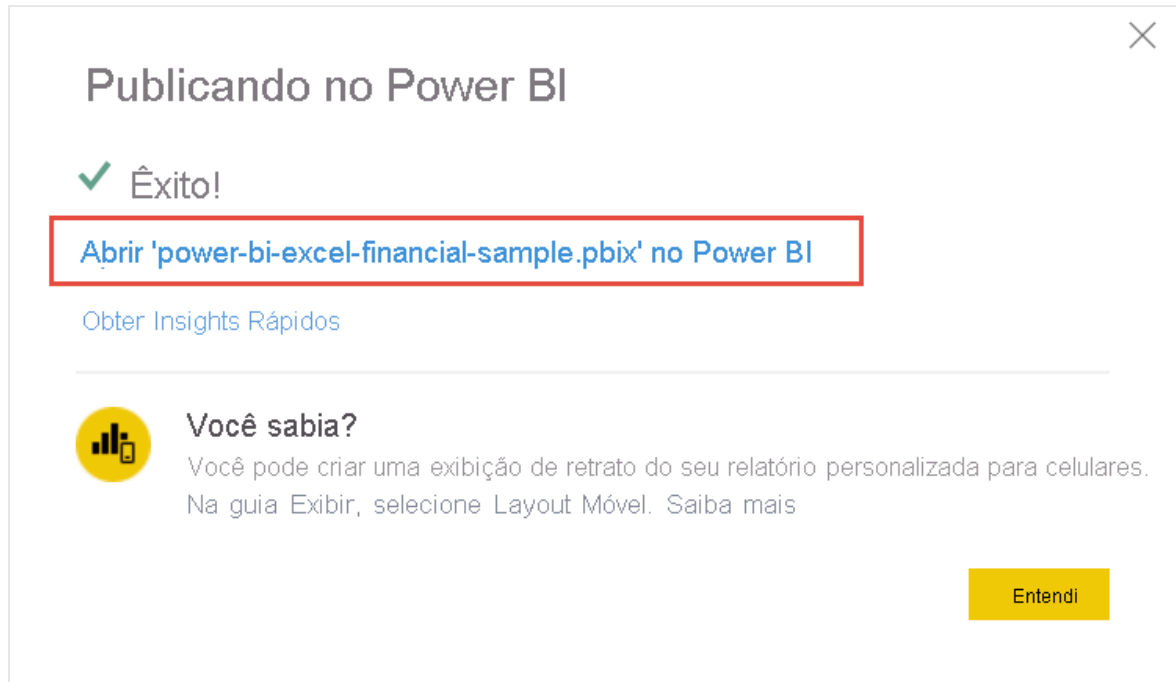 Publicando no Power BI
Êxito!
Abrir 'power-bi-excel-financial-sample.pbix' no Power BI
Obter Insights Rápidos
Você sabia?
Você pode criar uma exibição de retrato do seu relatório personalizada para celulares.
Na guia Exibir, selecione Layout Móvel. Saiba mais
Entendi